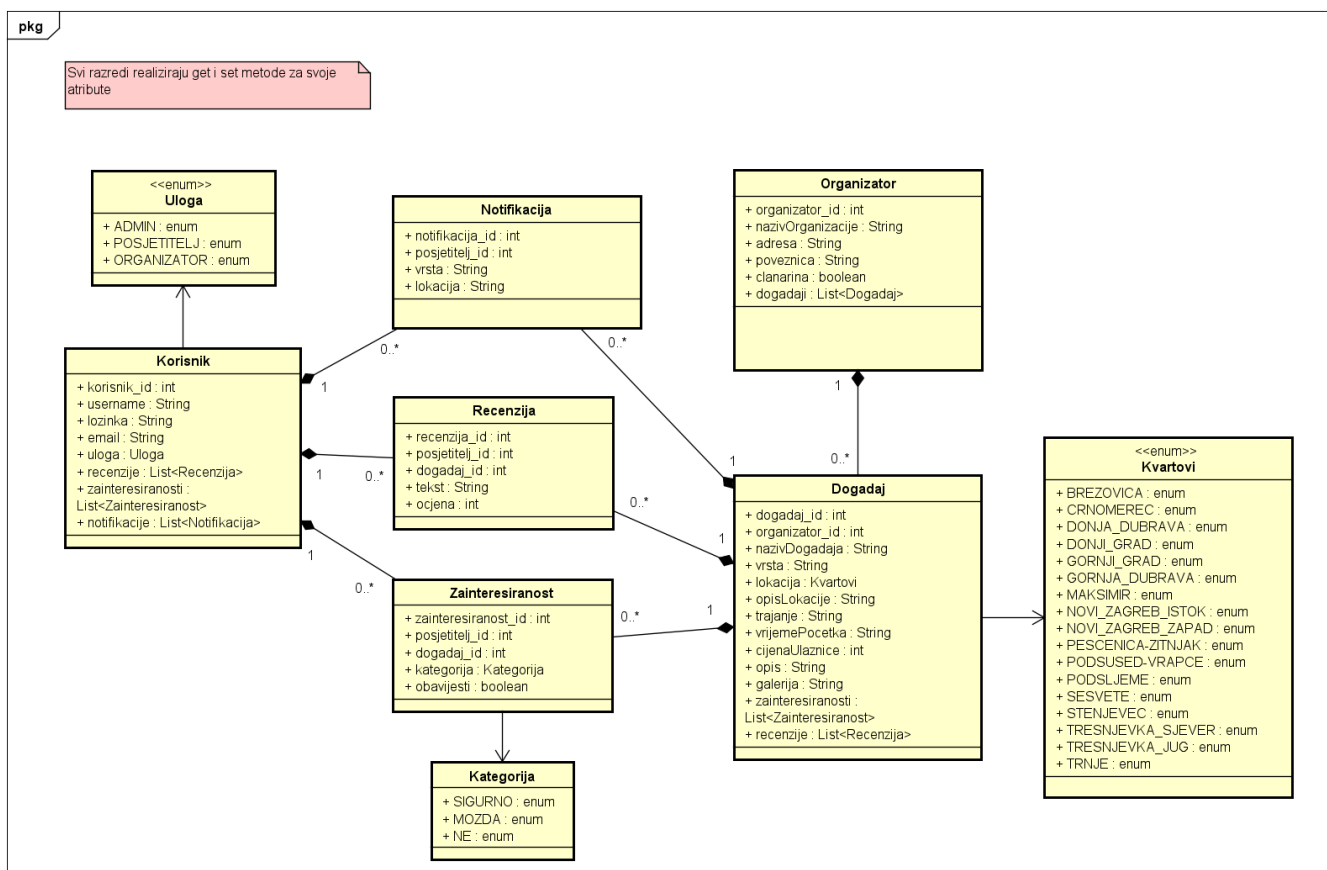 pkg
Svi razredi realiziraju get i set metode za svoje
atribute
<<enum>>
Uloga
+ ADMIN : enum
+ POSJETITELJ : enum
+ ORGANIZATOR : enum
Notifikacija
+ notifikacija_id : int
+ posjetitelj_id : int
+ vrsta : String
+ lokacija : String
Organizator
+ organizator_id : int
+ nazivOrganizacije : String
+ adresa : String
+ poveznica : String
+ clanarina : boolean
+ dogadaji : List<Dogadaj>
Korisnik
+ korisnik_id : int
+ username : String
+ lozinka : String
+ email : String
+ uloga : Uloga
+ recenzije : List<Recenzija>
+ zainteresiranosti :
List<Zainteresiranost>
+ notifikacije : List<Notifikacija>
1
0..*
1
0..*
1
0..*
Recenzija
+ recenzija_id : int
+ posjetitelj_id : int
+ dogadaj_id : int
+ tekst : String
+ ocjena : int
Zainteresiranost
+ zainteresiranost_id : int
+ posjetitelj_id : int
+ dogadaj_id : int
+ kategorija : Kategorija
+ obavijesti : boolean
Kategorija
+ SIGURNO : enum
+ MOZDA : enum
+ NE : enum
0..*
1
0..*
1
0..*
1
1
0..*
Dogadaj
+ dogadaj_id : int
+ organizator_id : int
+ nazivDogadaja : String
+ vrsta : String
+ lokacija : Kvartovi
+ opisLokacije : String
+ trajanje : String
+ vrijemePocetka : String
+ cijenaUlaznice : int
+ opis : String
+ galerija : String
+ zainteresiranosti :
List<Zainteresiranost>
+ recenzije : List<Recenzija>
<<enum>>
Kvartovi
+ BREZOVICA : enum
+ CRNOMEREC : enum
+ DONJA_DUBRAVA : enum
+ DONJI_GRAD : enum
+ GORNJI_GRAD : enum
+ GORNJA_DUBRAVA : enum
+ MAKSIMIR : enum
+ NOVI_ZAGREB_ISTOK : enum
+ NOVI_ZAGREB_ZAPAD : enum
+ PESCENICA-ZITNJAK : enum
+ PODSUSED-VRAPCE : enum
+ PODSLJEME : enum
+ SESVETE : enum
+ STENJEVEC : enum
+ TRESNJEVKA_SJEVER : enum
+ TRESNJEVKA_JUG : enum
+ TRNJE : enum